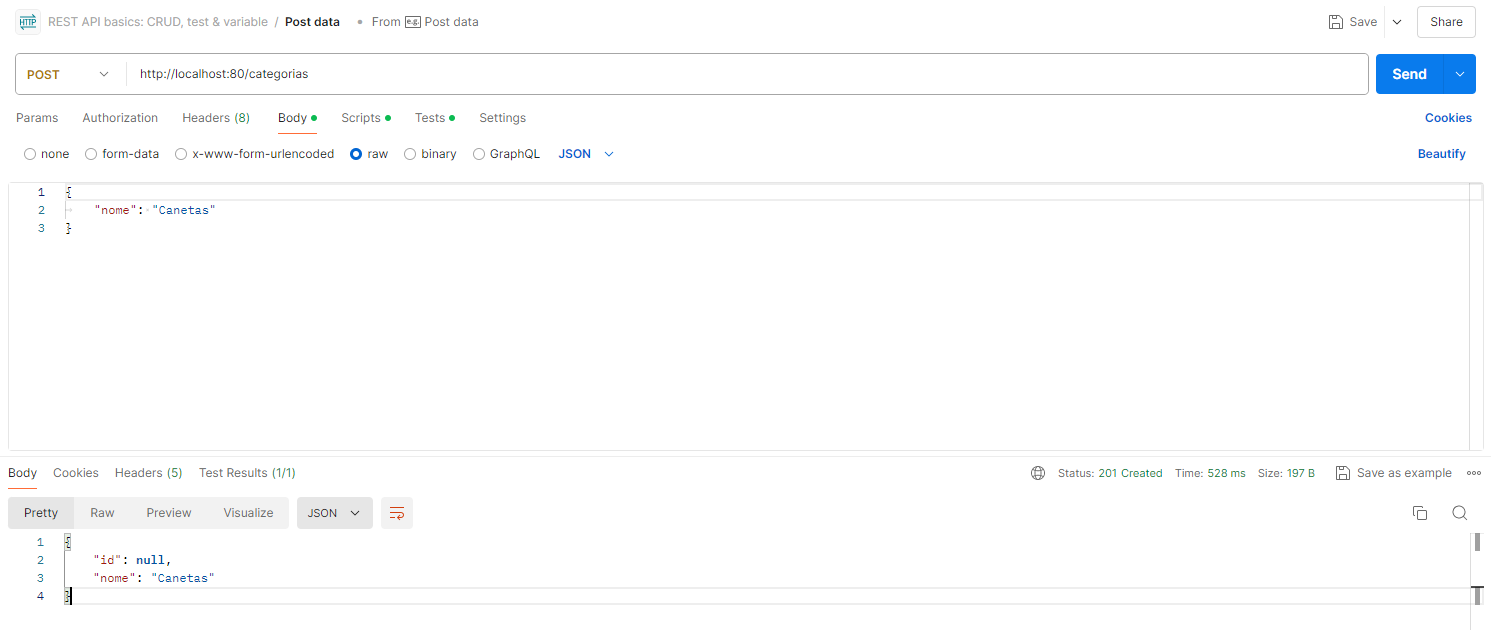 HTTP REST API basics: CRUD, test & variable / Post data • From e.g. Post data Save Share
POST http://localhost:80/categorias Send
Params Authorization Headers (8) Body Scripts Tests Settings Cookies
none form-data x-www-form-urlencoded raw binary GraphQL JSON Beautify
1 {
2 "nome": "Canetas"
3 }
Body Cookies Headers (5) Test Results (1/1) Status: 201 Created Time: 528 ms Size: 197 B Save as example
Pretty Raw Preview Visualize JSON
1 {
2 "id": null,
3 "nome": "Canetas"
4 }